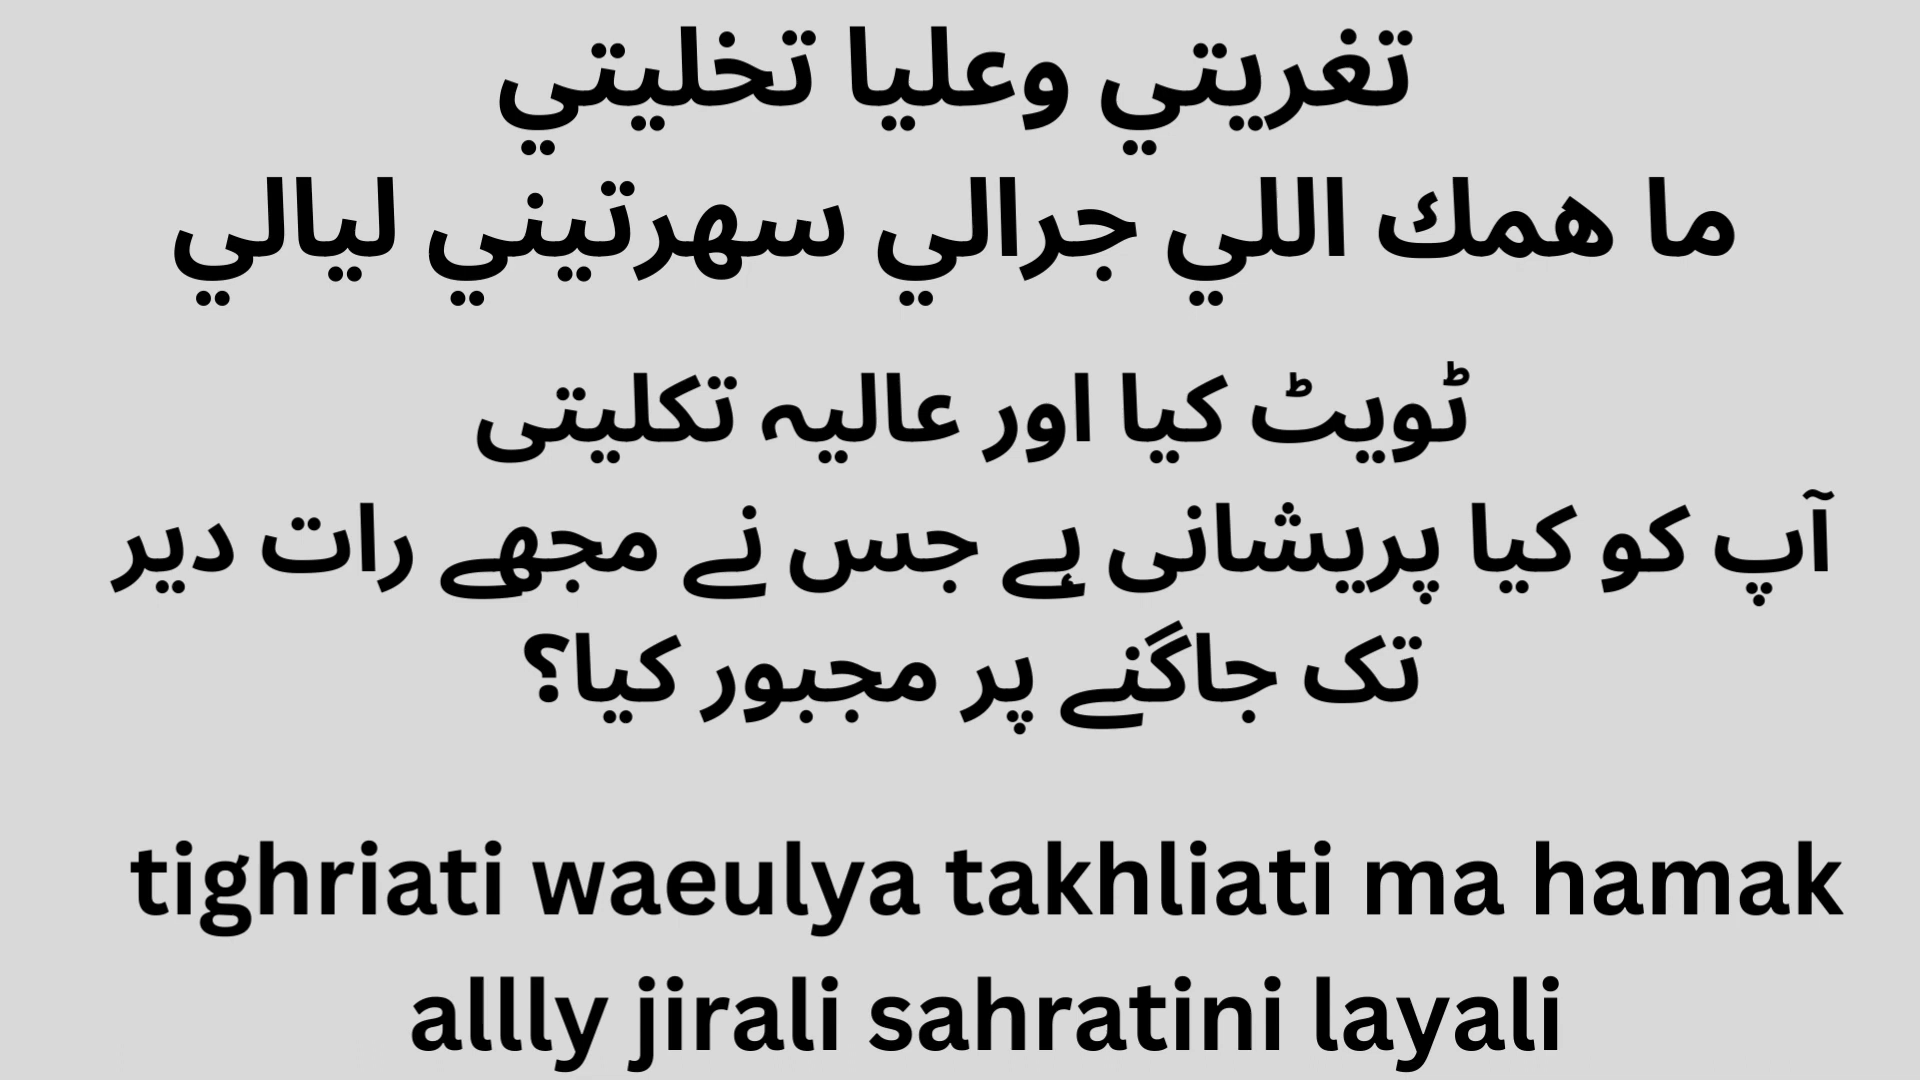 تغريتي وعليا تخليتي
ما همك اللي جرالي سهرتيني ليالي
ٹویٹ کیا اور عالیہ تکلیتی
آپ کو کیا پریشانی ہے جس نے مجھے رات دیر
تک جاگنے پر مجبور کیا؟
tighriati waeulya takhliati ma hamak
allly jirali sahratini layali